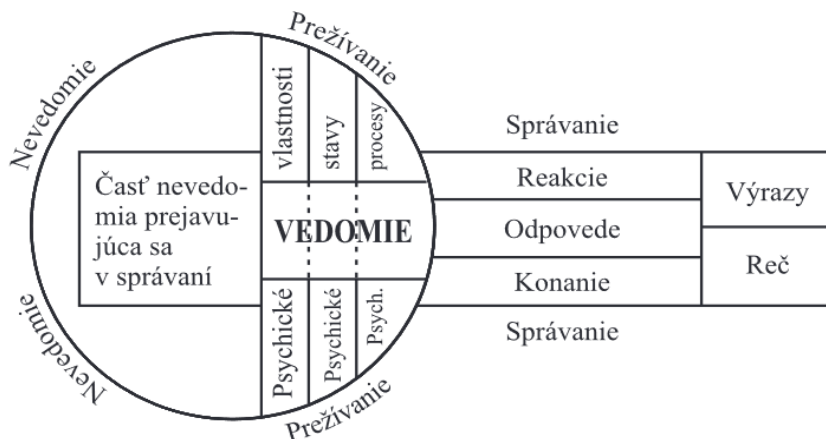 Nevedomie
Prežívanie
vlastnosti
stavy
procesy
Časť nevedo-
mia prejavu-
júca sa
v správaní
VEDOMIE
Psychické
Psychické
Psych.
Nevedomie
Prežívanie
Správanie
Reakcie
Odpovede
Konanie
Výrazy
Reč
Správanie